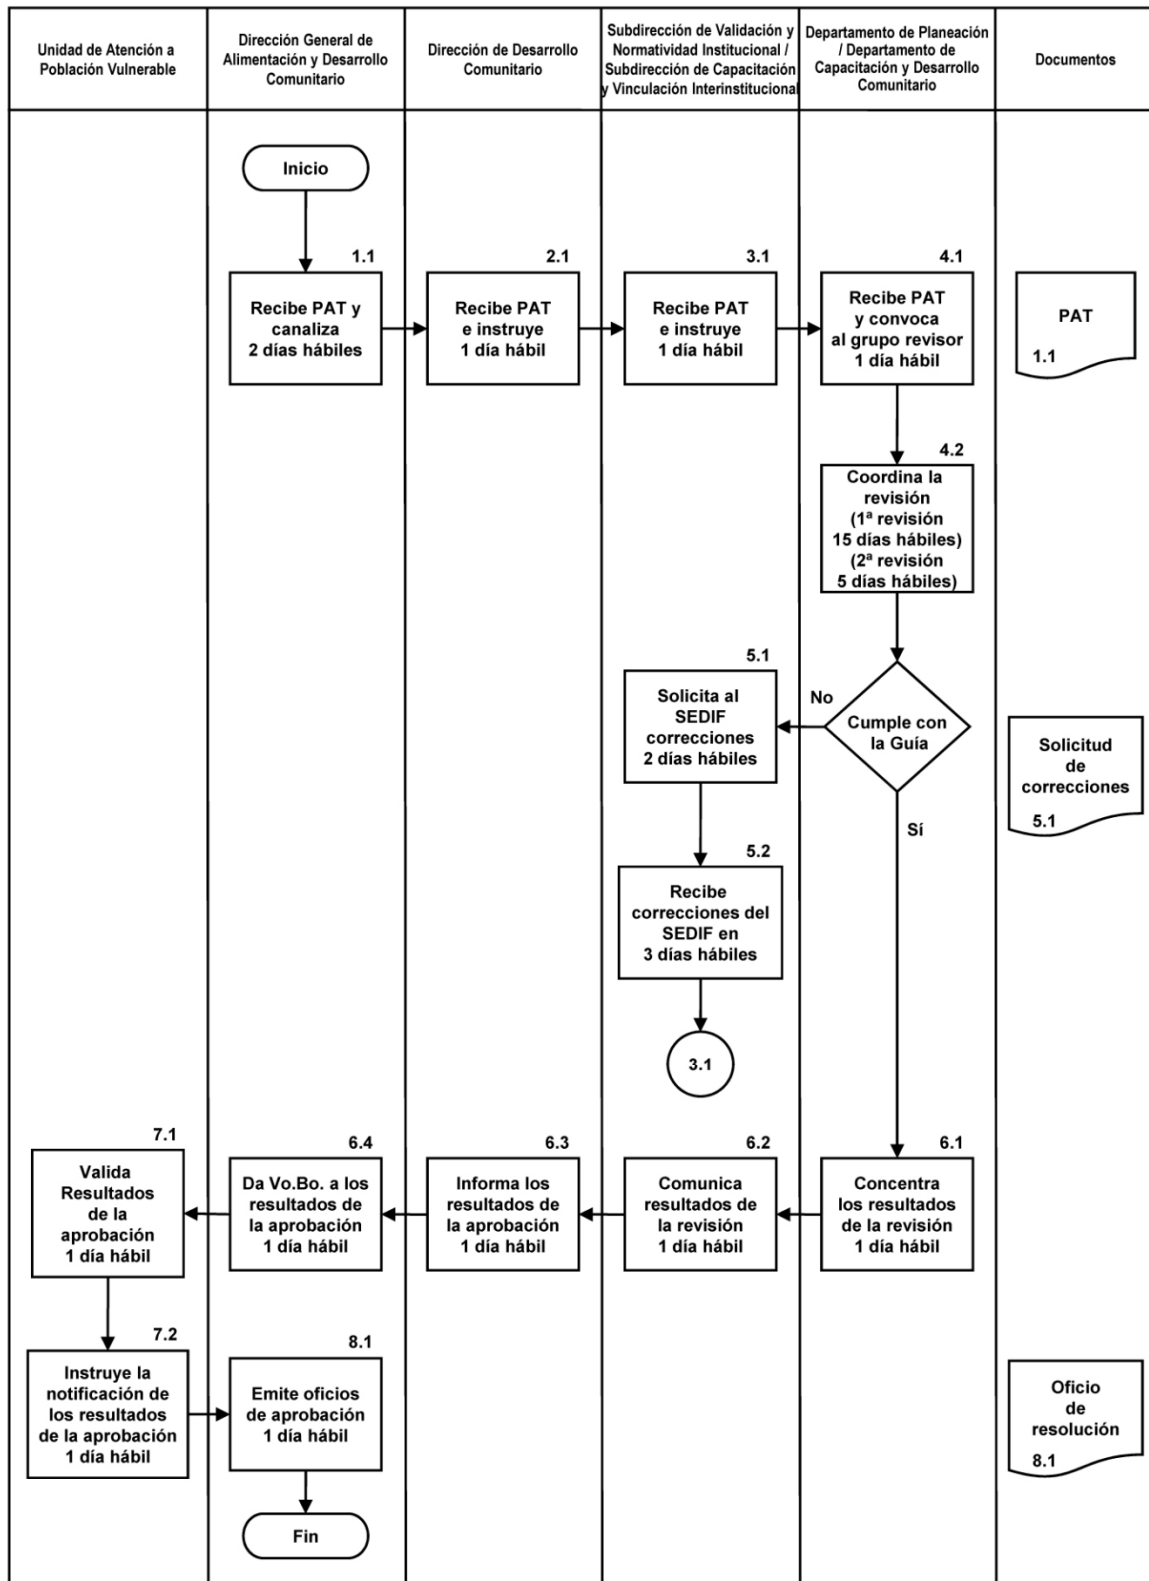 Unidad de Atención a
Población Vulnerable
Dirección General de
Alimentación y Desarrollo
Comunitario
Dirección de Desarrollo
Comunitario
Subdirección de Validación y
Normatividad Institucional /
Subdirección de Capacitación
y Vinculación Interinstitucional
Departamento de Planeación
/ Departamento de
Capacitación y Desarrollo
Comunitario
Documentos
Inicio
1.1
Recibe PAT y
canaliza
2 días hábiles
2.1
Recibe PAT
e instruye
1 día hábil
3.1
Recibe PAT
e instruye
1 día hábil
4.1
Recibe PAT
y convoca
al grupo revisor
1 día hábil
PAT
1.1
4.2
Coordina la
revisión
(1ª revisión
15 días hábiles)
(2ª revisión
5 días hábiles)
Cumple con
la Guía
No
Sí
5.1
Solicita al
SEDIF
correcciones
2 días hábiles
Solicitud
de
correcciones
5.1
5.2
Recibe
correcciones del
SEDIF en
3 días hábiles
3.1
6.1
Concentra
los resultados
de la revisión
1 día hábil
6.2
Comunica
resultados de
la revisión
1 día hábil
6.3
Informa los
resultados de
la aprobación
1 día hábil
6.4
Da Vo.Bo. a los
resultados de
la aprobación
1 día hábil
7.1
Valida
Resultados
de la
aprobación
1 día hábil
7.2
Instruye la
notificación de
los resultados
de la aprobación
1 día hábil
8.1
Emite oficios
de aprobación
1 día hábil
Oficio
de
resolución
8.1
Fin